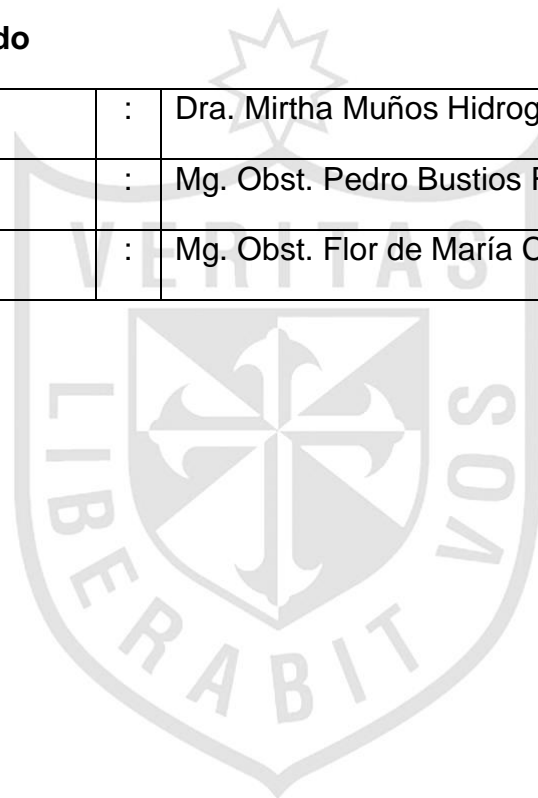 do
: Dra. Mirtha Muños Hidrog
: Mg. Obst. Pedro Bustios
: Mg. Obst. Flor de María
VERITAS
LIBERABIT VOS